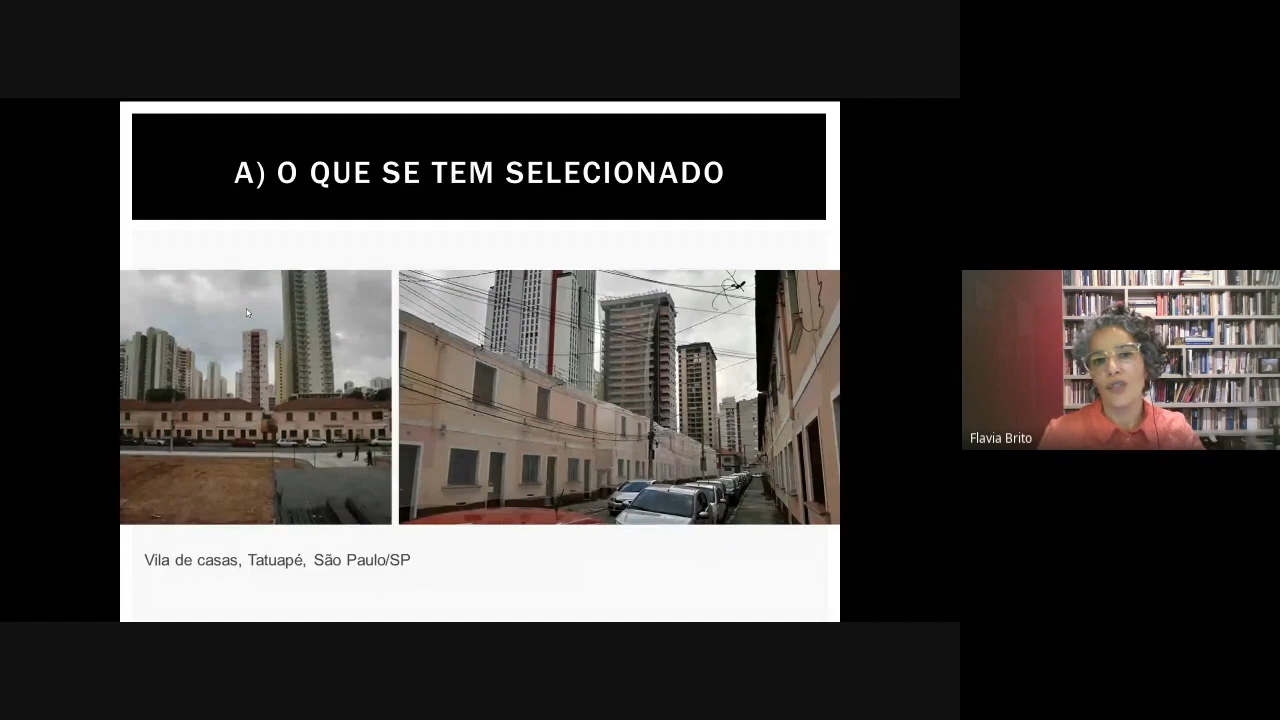 A) O QUE SE TEM SELECIONADO
Vila de casas, Tatuapé, São Paulo/SP
Flavia Brito